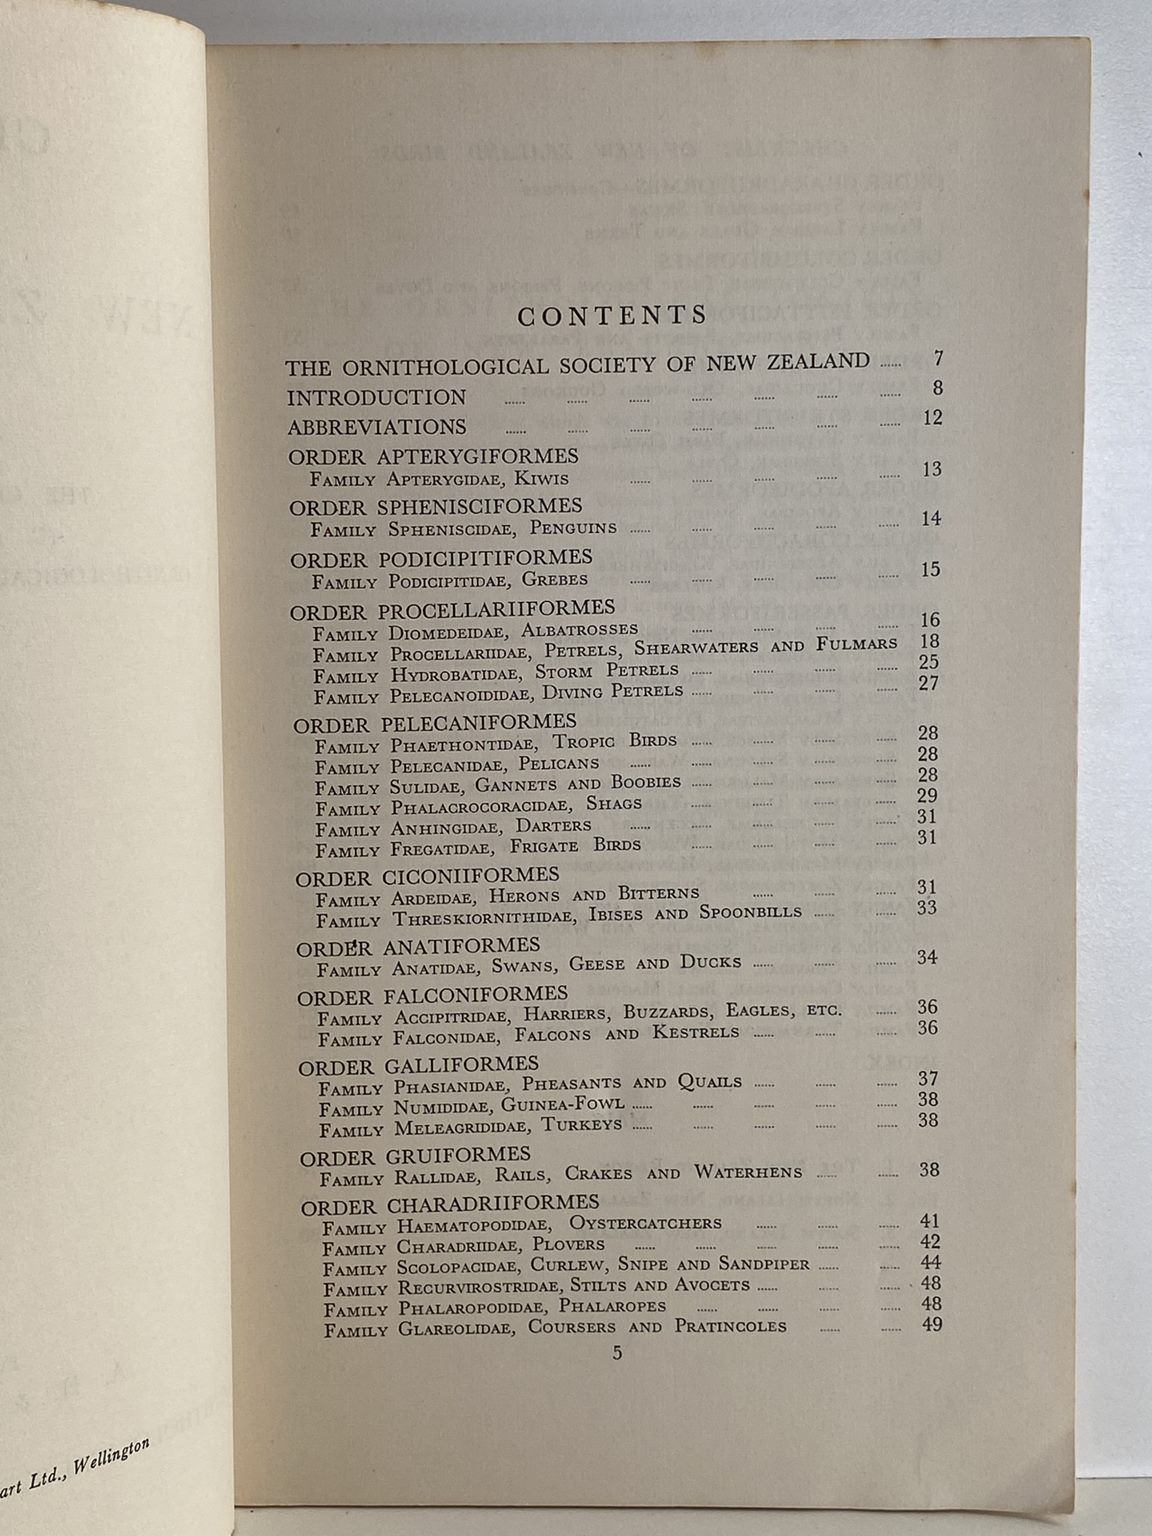 CONTENTS
THE ORNITHOLOGICAL SOCIETY OF NEW ZEALAND ...... 7
INTRODUCTION ...... ...... ...... ...... ...... ...... ...... 8
ABBREVIATIONS ...... ...... ...... ...... ...... ...... ...... 12
ORDER APTERYGIFORMES
FAMILY APTERYGIDAE, KIWIS ...... ...... ...... ...... ...... 13
ORDER SPHENISCIFORMES
FAMILY SPHENISCIDAE, PENGUINS ...... ...... ...... ...... ...... 14
ORDER PODICIPITIFORMES
FAMILY PODICIPITIDAE, GREBES ...... ...... ...... ...... ...... 15
ORDER PROCELLARIIFORMES
FAMILY DIOMEDEIDAE, ALBATROSSES ...... ...... ...... ...... 16
FAMILY PROCELLARIIDAE, PETRELS, SHEARWATERS AND FULMARS 18
FAMILY HYDROBATIDAE, STORM PETRELS ...... ...... ...... ...... 25
FAMILY PELECANOIDIDAE, DIVING PETRELS ...... ...... ...... ...... 27
ORDER PELECANIFORMES
FAMILY PHAETHONTIDAE, TROPIC BIRDS ...... ...... ...... ...... 28
FAMILY PELECANIDAE, PELICANS ...... ...... ...... ...... ...... 28
FAMILY SULIDAE, GANNETS AND BOOBIES ...... ...... ...... ...... 28
FAMILY PHALACROCORACIDAE, SHAGS ...... ...... ...... ...... 29
FAMILY ANHINGIDAE, DARTERS ...... ...... ...... ...... ...... 31
FAMILY FREGATIDAE, FRIGATE BIRDS ...... ...... ...... ...... 31
ORDER CICONIIFORMES
FAMILY ARDEIDAE, HERONS AND BITTERNS ...... ...... ...... 31
FAMILY THRESKIORNITHIDAE, IBISES AND SPOONBILLS ...... ...... 33
ORDER ANATIFORMES
FAMILY ANATIDAE, SWANS, GEESE AND DUCKS ...... ...... ...... 34
ORDER FALCONIFORMES
FAMILY ACCIPITRIDAE, HARRIERS, BUZZARDS, EAGLES, ETC. ...... 36
FAMILY FALCONIDAE, FALCONS AND KESTRELS ...... ...... ...... 36
ORDER GALLIFORMES
FAMILY PHASIANIDAE, PHEASANTS AND QUAILS ...... ...... ...... 37
FAMILY NUMIDIDAE, GUINEA-FOWL ...... ...... ...... ...... ...... 38
FAMILY MELEAGRIDIDAE, TURKEYS ...... ...... ...... ...... ...... 38
ORDER GRUIFORMES
FAMILY RALLIDAE, RAILS, CRAKES AND WATERHENS ...... ...... 38
ORDER CHARADRIIFORMES
FAMILY HAEMATOPODIDAE, OYSTERCATCHERS ...... ...... ...... 41
FAMILY CHARADRIIDAE, PLOVERS ...... ...... ...... ...... ...... 42
FAMILY SCOLOPACIDAE, CURLEW, SNIPE AND SANDPIPER ...... ...... 44
FAMILY RECURVIROSTRIDAE, STILTS AND AVOCETS ...... ...... ...... 48
FAMILY PHALAROPODIDAE, PHALAROPES ...... ...... ...... ...... 48
FAMILY GLAREOLIDAE, COURSERS AND PRATINCOLES ...... ...... 49
5
art Ltd., Wellington